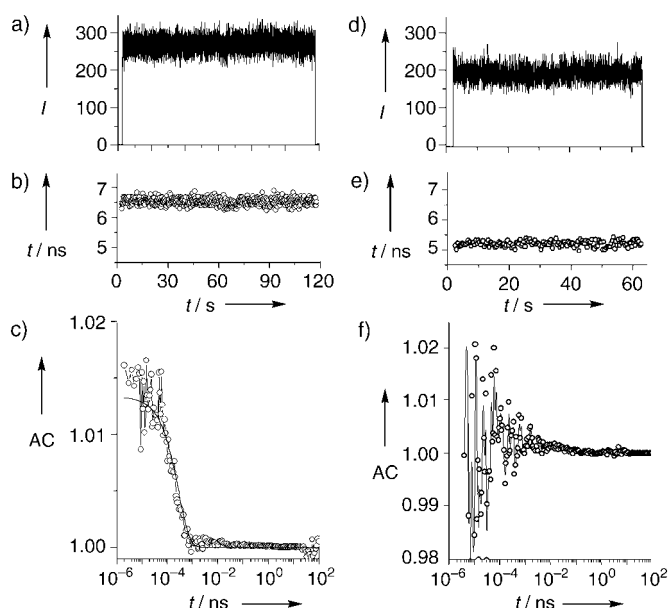 a)
300
200
100
0
I
b)
7
6
5
t / ns
0 30 60 90 120
t / s
c)
1.02
1.01
1.00
AC
10⁻⁶ 10⁻⁴ 10⁻² 10⁰ 10²
t / ns
d)
300
200
100
0
I
e)
7
6
5
t / ns
0 20 40 60
t / s
f)
1.02
1.01
1.00
0.99
0.98
AC
10⁻⁶ 10⁻⁴ 10⁻² 10⁰ 10²
t / ns